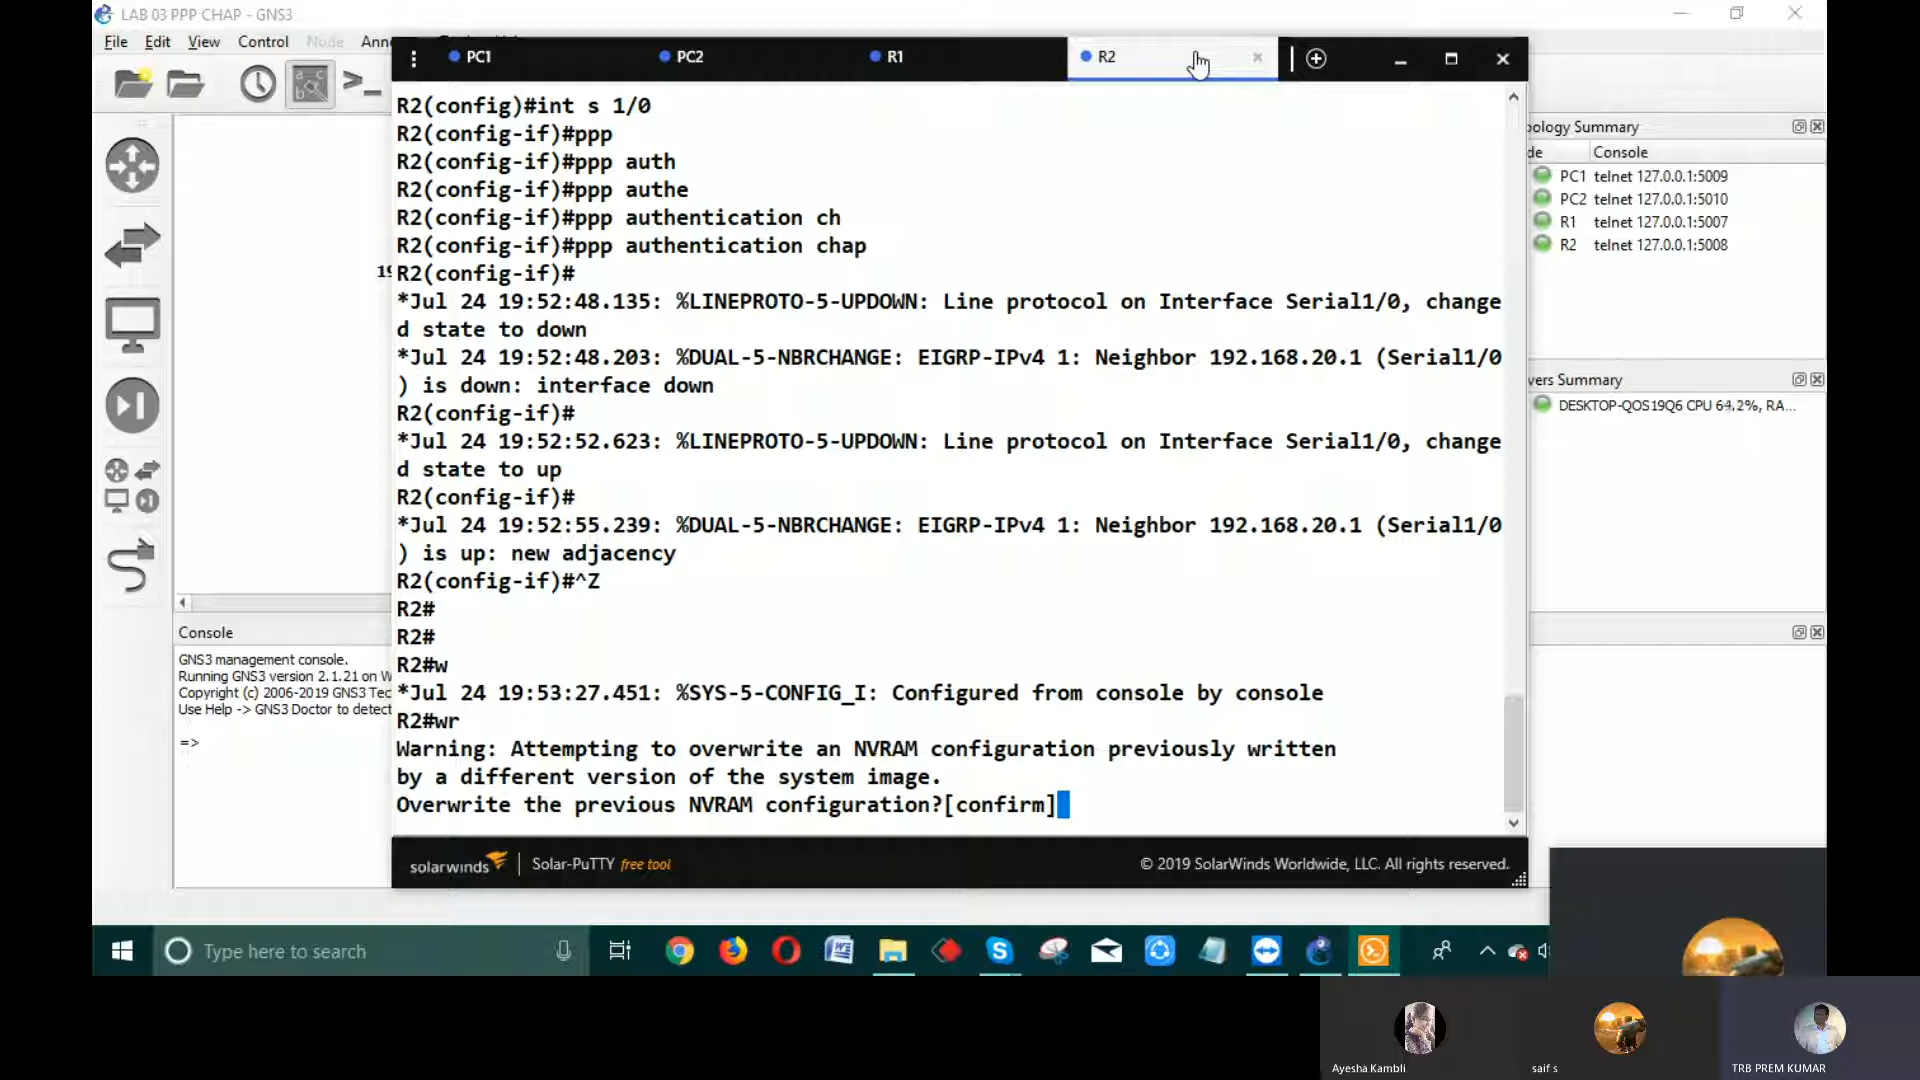 LAB 03 PPP CHAP - GNS3
File Edit View Control Node Ann
PC1 PC2 R1 R2
R2(config)#int s 1/0
R2(config-if)#ppp
R2(config-if)#ppp auth
R2(config-if)#ppp authe
R2(config-if)#ppp authentication ch
R2(config-if)#ppp authentication chap
R2(config-if)#
*Jul 24 19:52:48.135: %LINEPROTO-5-UPDOWN: Line protocol on Interface Serial1/0, change
d state to down
*Jul 24 19:52:48.203: %DUAL-5-NBRCHANGE: EIGRP-IPv4 1: Neighbor 192.168.20.1 (Serial1/0
) is down: interface down
R2(config-if)#
*Jul 24 19:52:52.623: %LINEPROTO-5-UPDOWN: Line protocol on Interface Serial1/0, change
d state to up
R2(config-if)#
*Jul 24 19:52:55.239: %DUAL-5-NBRCHANGE: EIGRP-IPv4 1: Neighbor 192.168.20.1 (Serial1/0
) is up: new adjacency
R2(config-if)#^Z
R2#
R2#
R2#w
*Jul 24 19:53:27.451: %SYS-5-CONFIG_I: Configured from console by console
R2#wr
Warning: Attempting to overwrite an NVRAM configuration previously written
by a different version of the system image.
Overwrite the previous NVRAM configuration?[confirm]
solarwinds | Solar-PuTTY free tool
© 2019 SolarWinds Worldwide, LLC. All rights reserved.
19
Console
GNS3 management console.
Running GNS3 version 2.1.21 on W
Copyright (c) 2006-2019 GNS3 Tec
Use Help -> GNS3 Doctor to detect
=>
pology Summary
de Console
PC1 telnet 127.0.0.1:5009
PC2 telnet 127.0.0.1:5010
R1 telnet 127.0.0.1:5007
R2 telnet 127.0.0.1:5008
vers Summary
DESKTOP-QOS19Q6 CPU 64.2%, RA...
Type here to search
Ayesha Kambli
saif s
TRB PREM KUMAR